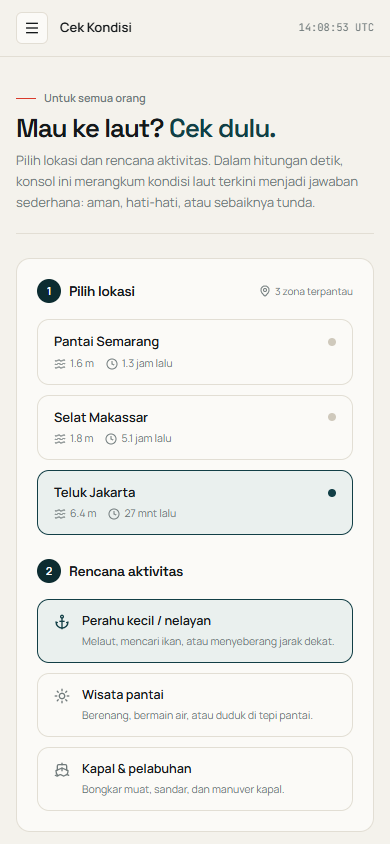 Cek Kondisi
14:08:53 UTC
Untuk semua orang
Mau ke laut? Cek dulu.
Pilih lokasi dan rencana aktivitas. Dalam hitungan detik,
konsol ini merangkum kondisi laut terkini menjadi jawaban
sederhana: aman, hati-hati, atau sebaiknya tunda.
1 Pilih lokasi
3 zona terpantau
Pantai Semarang
1.6 m 1.3 jam lalu
Selat Makassar
1.8 m 5.1 jam lalu
Teluk Jakarta
6.4 m 27 mnt lalu
2 Rencana aktivitas
Perahu kecil / nelayan
Melaut, mencari ikan, atau menyeberang jarak dekat.
Wisata pantai
Berenang, bermain air, atau duduk di tepi pantai.
Kapal & pelabuhan
Bongkar muat, sandar, dan manuver kapal.